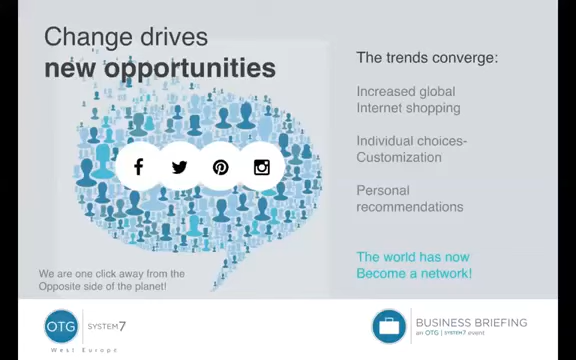 Change drives
new opportunities
The trends converge:
Increased global
Internet shopping
Individual choices-
Customization
Personal
recommendations
The world has now
Become a network!
We are one click away from the
Opposite side of the planet!
OTG SYSTEM7
West Europe
BUSINESS BRIEFING
an OTG | SYSTEM7 event